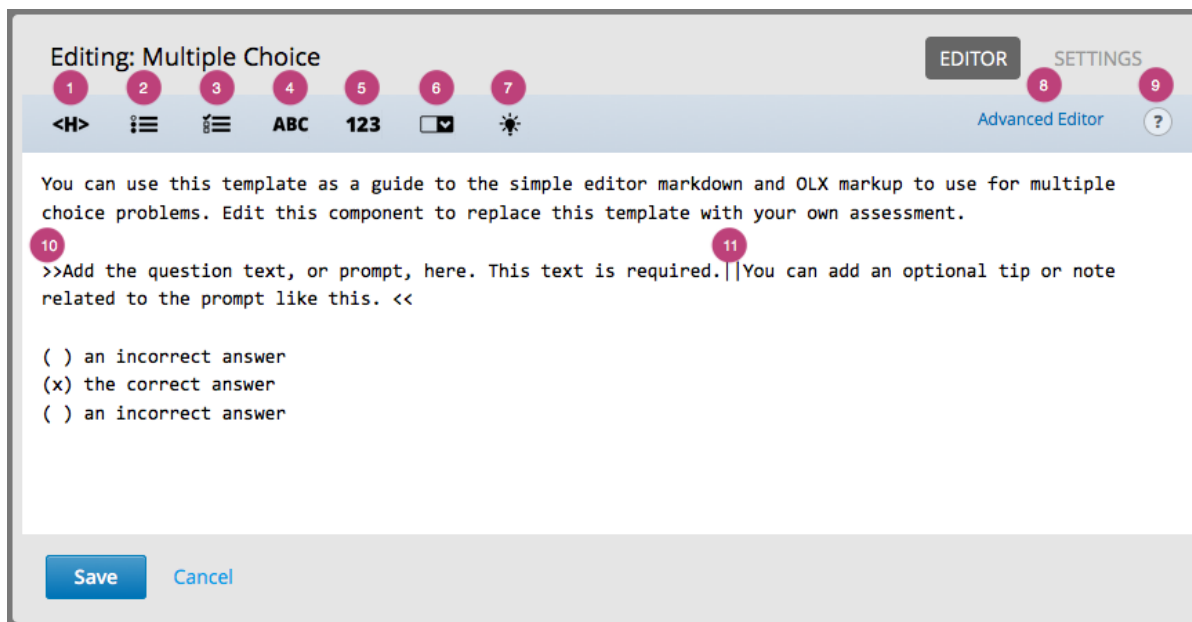 Editing: Multiple Choice
EDITOR
SETTINGS
1 2 3 4 5 6 7 8 9
<H> ABC 123 Advanced Editor ?
You can use this template as a guide to the simple editor markdown and OLX markup to use for multiple
choice problems. Edit this component to replace this template with your own assessment.
10 11
>>Add the question text, or prompt, here. This text is required.||You can add an optional tip or note
related to the prompt like this. <<
( ) an incorrect answer
(x) the correct answer
( ) an incorrect answer
Save Cancel